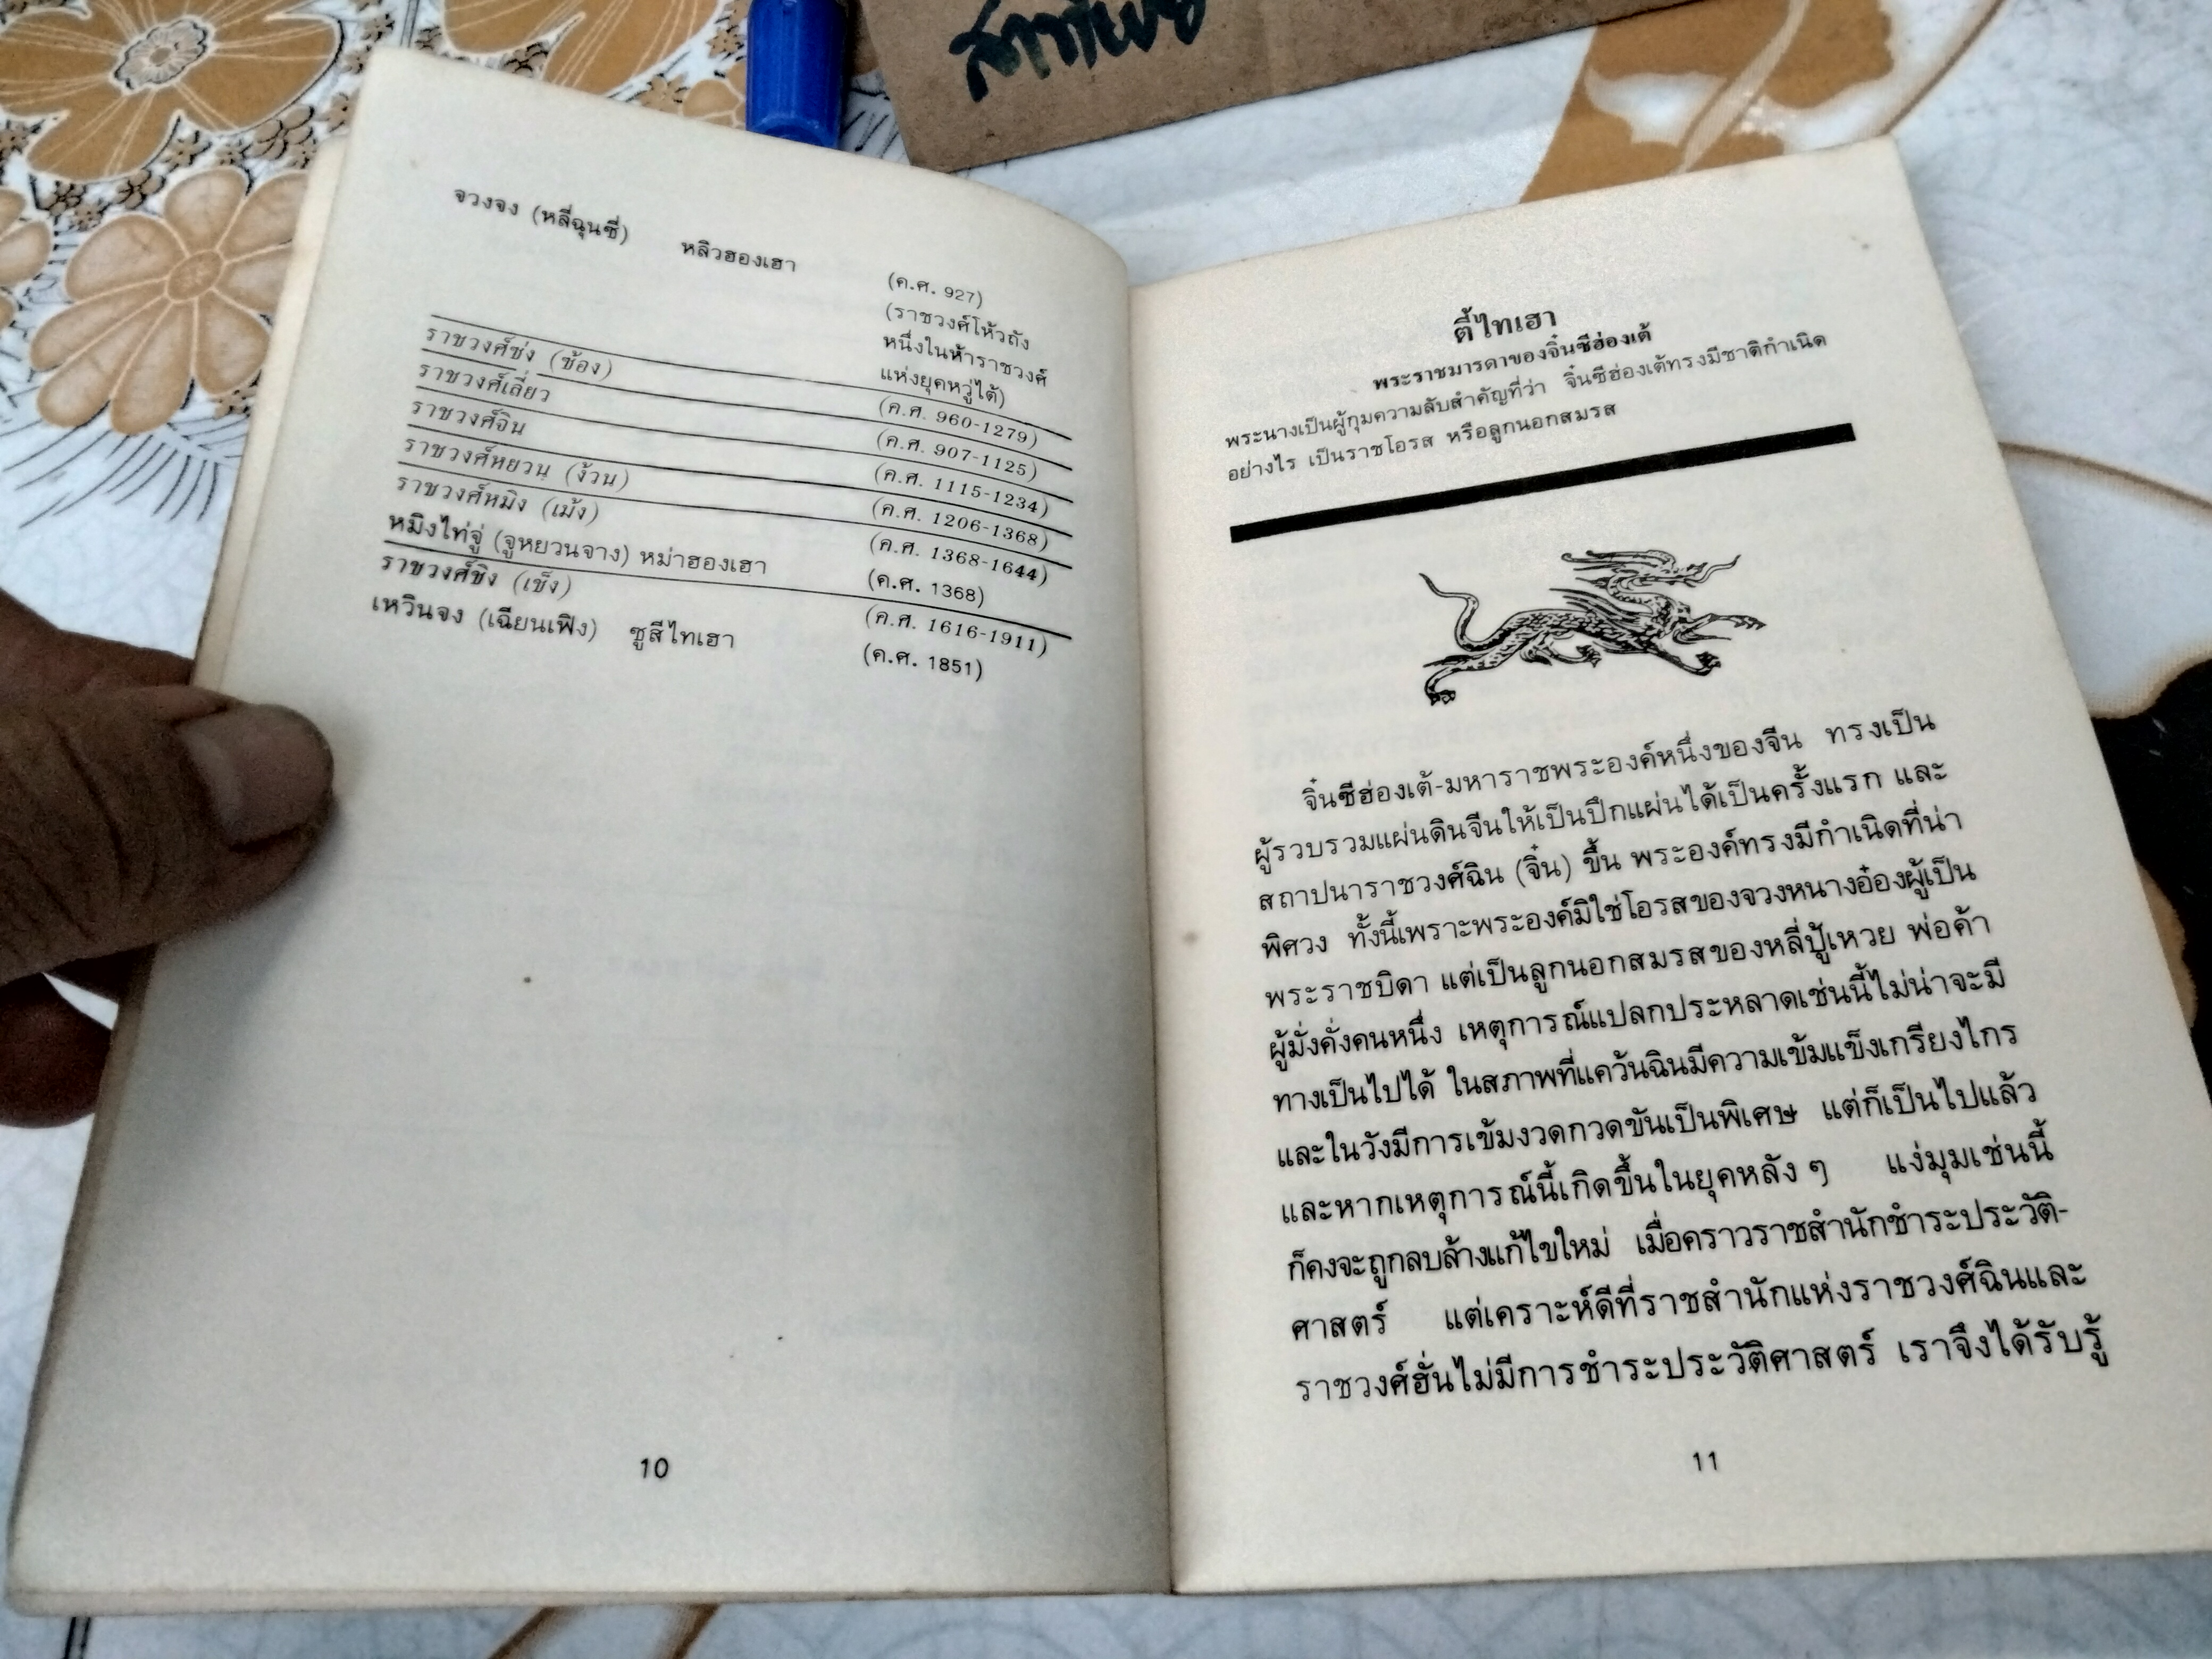 จวงจง (หลี่ฉุนซี่) หลิวฮองเฮา (ค.ศ. 927)
(ราชวงศ์โห้วถัง
หนึ่งในห้าราชวงศ์
แห่งยุคหวู่ไต้)
ราชวงศ์ซ่ง (ซ้อง) (ค.ศ. 960-1279)
ราชวงศ์เลี่ยว (ค.ศ. 907-1125)
ราชวงศ์จิน (ค.ศ. 1115-1234)
ราชวงศ์หยวน (ง้วน) (ค.ศ. 1206-1368)
ราชวงศ์หมิง (เม้ง) (ค.ศ. 1368-1644)
หมิงไท่จู่ (จูหยวนจาง) หม่าฮองเฮา (ค.ศ. 1368)
ราชวงศ์ชิง (เช็ง) (ค.ศ. 1616-1911)
เหวินจง (เฉียนเฟิง) ซูสีไทเฮา (ค.ศ. 1851)
10
ตี้ไทเฮา
พระราชมารดาของจิ๋นซีฮ่องเต้
พระนางเป็นผู้กุมความลับสำคัญที่ว่า จิ๋นซีฮ่องเต้ทรงมีชาติกำเนิด
อย่างไร เป็นราชโอรส หรือลูกนอกสมรส
จิ๋นซีฮ่องเต้-มหาราชพระองค์หนึ่งของจีน ทรงเป็น
ผู้รวบรวมแผ่นดินจีนให้เป็นปึกแผ่นได้เป็นครั้งแรก และ
สถาปนาราชวงศ์ฉิน (จิ๋น) ขึ้น พระองค์ทรงมีกำเนิดที่น่า
พิศวง ทั้งนี้เพราะพระองค์มิใช่โอรสของจวงหนางอ๋องผู้เป็น
พระราชบิดา แต่เป็นลูกนอกสมรสของหลี่ปู้เหวย พ่อค้า
ผู้มั่งคั่งคนหนึ่ง เหตุการณ์แปลกประหลาดเช่นนี้ไม่น่าจะมี
ทางเป็นไปได้ ในสภาพที่แคว้นฉินมีความเข้มแข็งเกรียงไกร
และในวังมีการเข้มงวดกวดขันเป็นพิเศษ แต่ก็เป็นไปแล้ว
และหากเหตุการณ์นี้เกิดขึ้นในยุคหลัง ๆ แง่มุมเช่นนี้
ก็คงจะถูกลบล้างแก้ไขใหม่ เมื่อคราวราชสำนักชำระประวัติ-
ศาสตร์ แต่เคราะห์ดีที่ราชสำนักแห่งราชวงศ์ฉินและ
ราชวงศ์ฮั่นไม่มีการชำระประวัติศาสตร์ เราจึงได้รับรู้
11